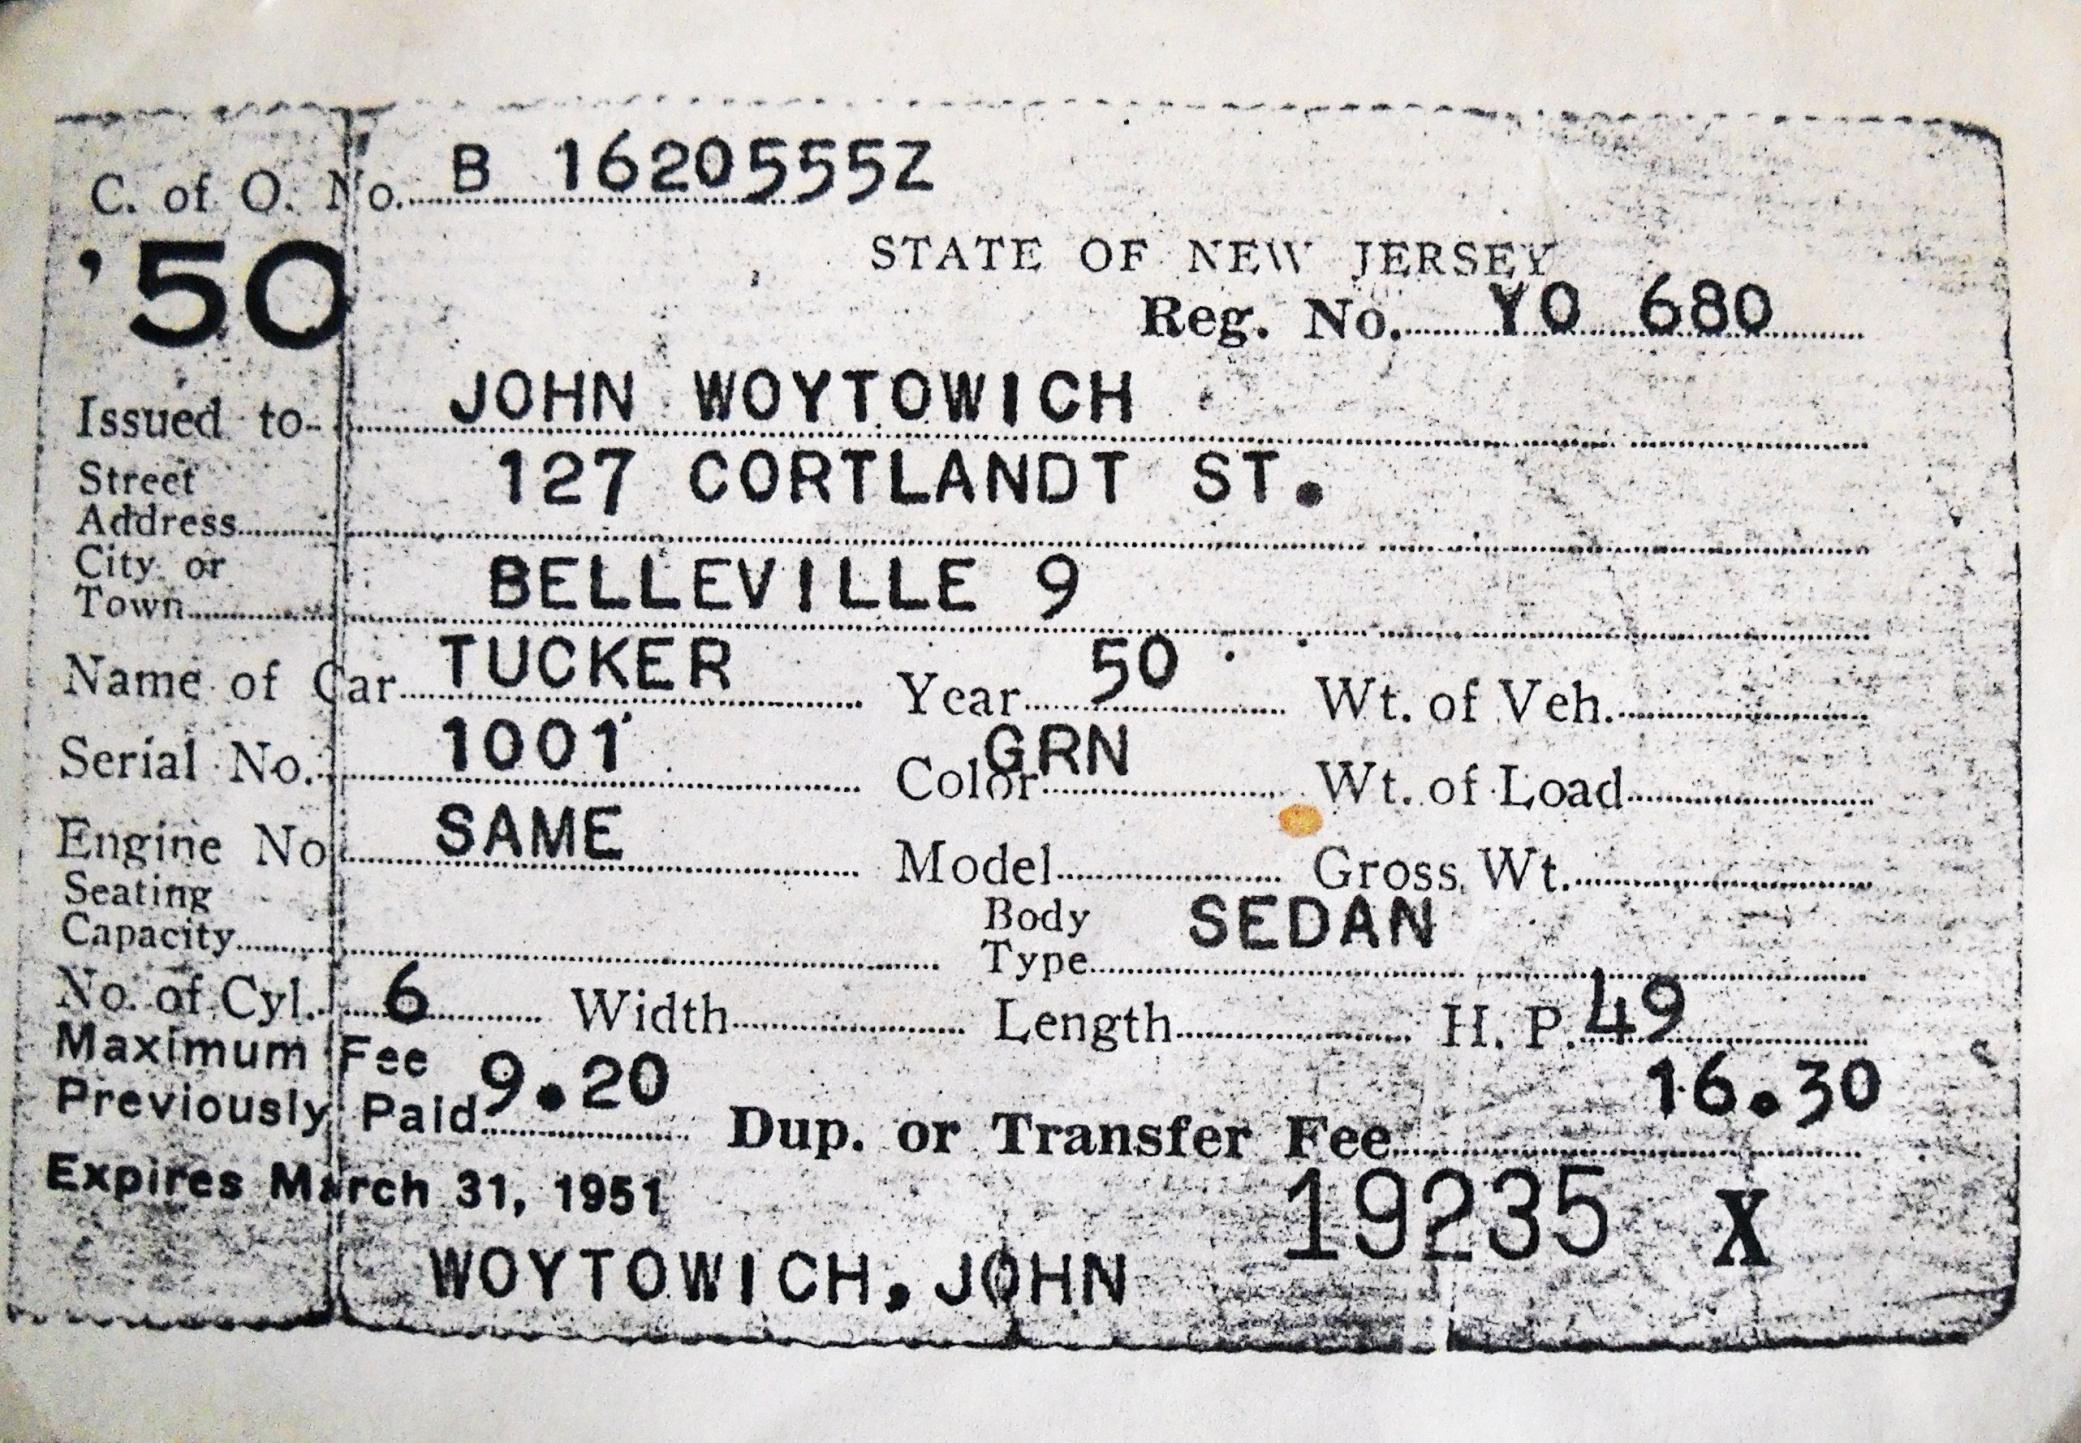 C. of O. No. B 1620555Z
'50
STATE OF NEW JERSEY
Reg. No. YO 680
Issued to JOHN WOYTOWICH
Street Address 127 CORTLANDT ST.
City or Town BELLEVILLE 9
Name of Car TUCKER Year 50 Wt. of Veh.
Serial No. 1001 Color GRN Wt. of Load
Engine No SAME Model Gross Wt.
Seating Capacity Body Type SEDAN
No. of Cyl. 6 Width Length H. P. 49
Maximum Fee Previously Paid 9.20 Dup. or Transfer Fee 16.30
Expires March 31, 1951 19235 X
WOYTOWICH, JOHN